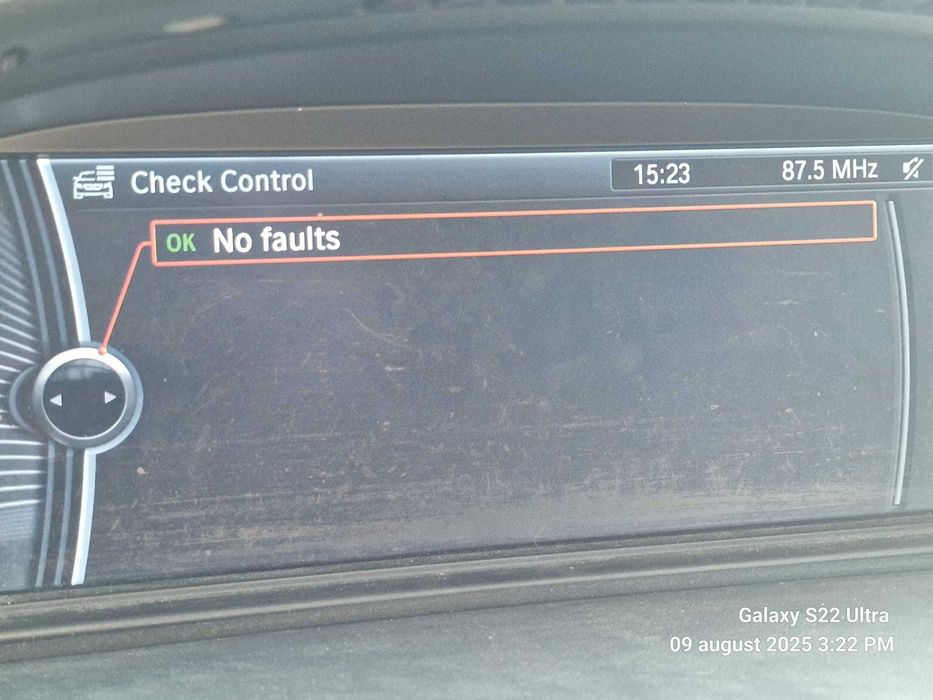 Check Control
15:23
87.5 MHz
OK No faults
Galaxy S22 Ultra
09 august 2025 3:22 PM